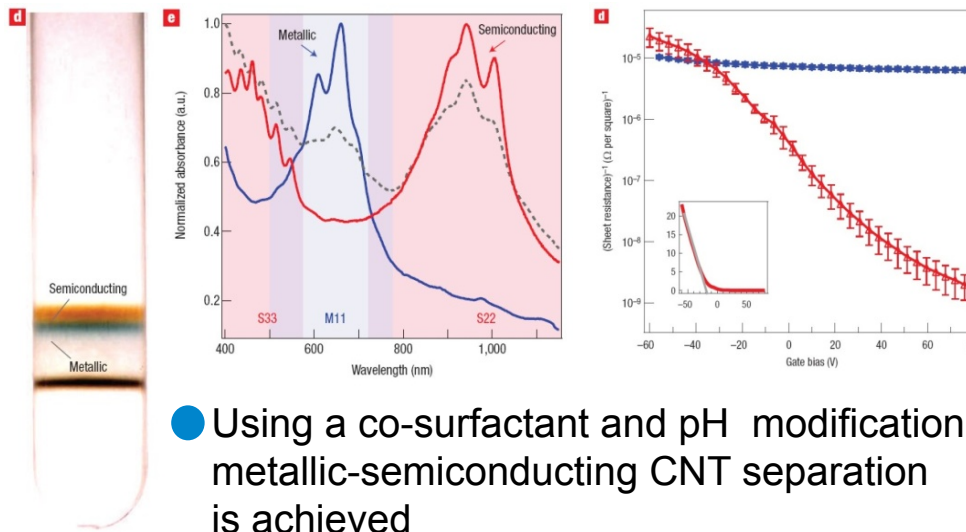 d
Semiconducting
Metallic
e
Normalized absorbance (a.u.)
1.0
0.8
0.6
0.4
0.2
Metallic
Semiconducting
S33
M11
S22
400
600
800
1,000
Wavelength (nm)
d
(Sheet resistance)⁻¹ (Ω per square)⁻¹
10⁻⁵
10⁻⁶
10⁻⁷
10⁻⁸
10⁻⁹
20
15
10
5
0
−50
0
50
−60
−40
−20
0
20
40
60
80
Gate bias (V)
Using a co-surfactant and pH modification
metallic-semiconducting CNT separation
is achieved